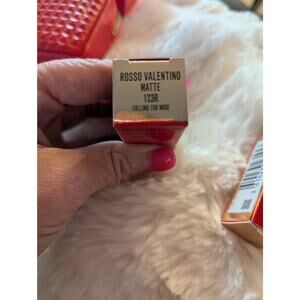 ROSSO VALENTINO
MATTE
123R
FALLING FOR NUDE